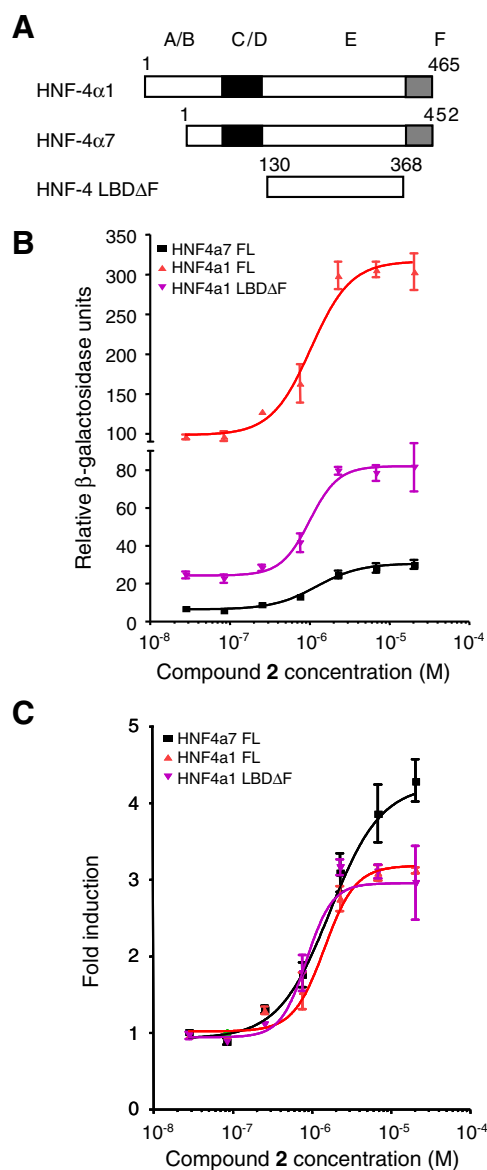 A
A/B C/D E F
1 465
HNF-4α1
1 452
HNF-4α7
130 368
HNF-4 LBDΔF
B
350
300
250
200
150
100
80
60
40
20
0
Relative β-galactosidase units
HNF4a7 FL
HNF4a1 FL
HNF4a1 LBDΔF
10-8 10-7 10-6 10-5 10-4
Compound 2 concentration (M)
C
5
4
3
2
1
0
Fold induction
HNF4a7 FL
HNF4a1 FL
HNF4a1 LBDΔF
10-8 10-7 10-6 10-5 10-4
Compound 2 concentration (M)